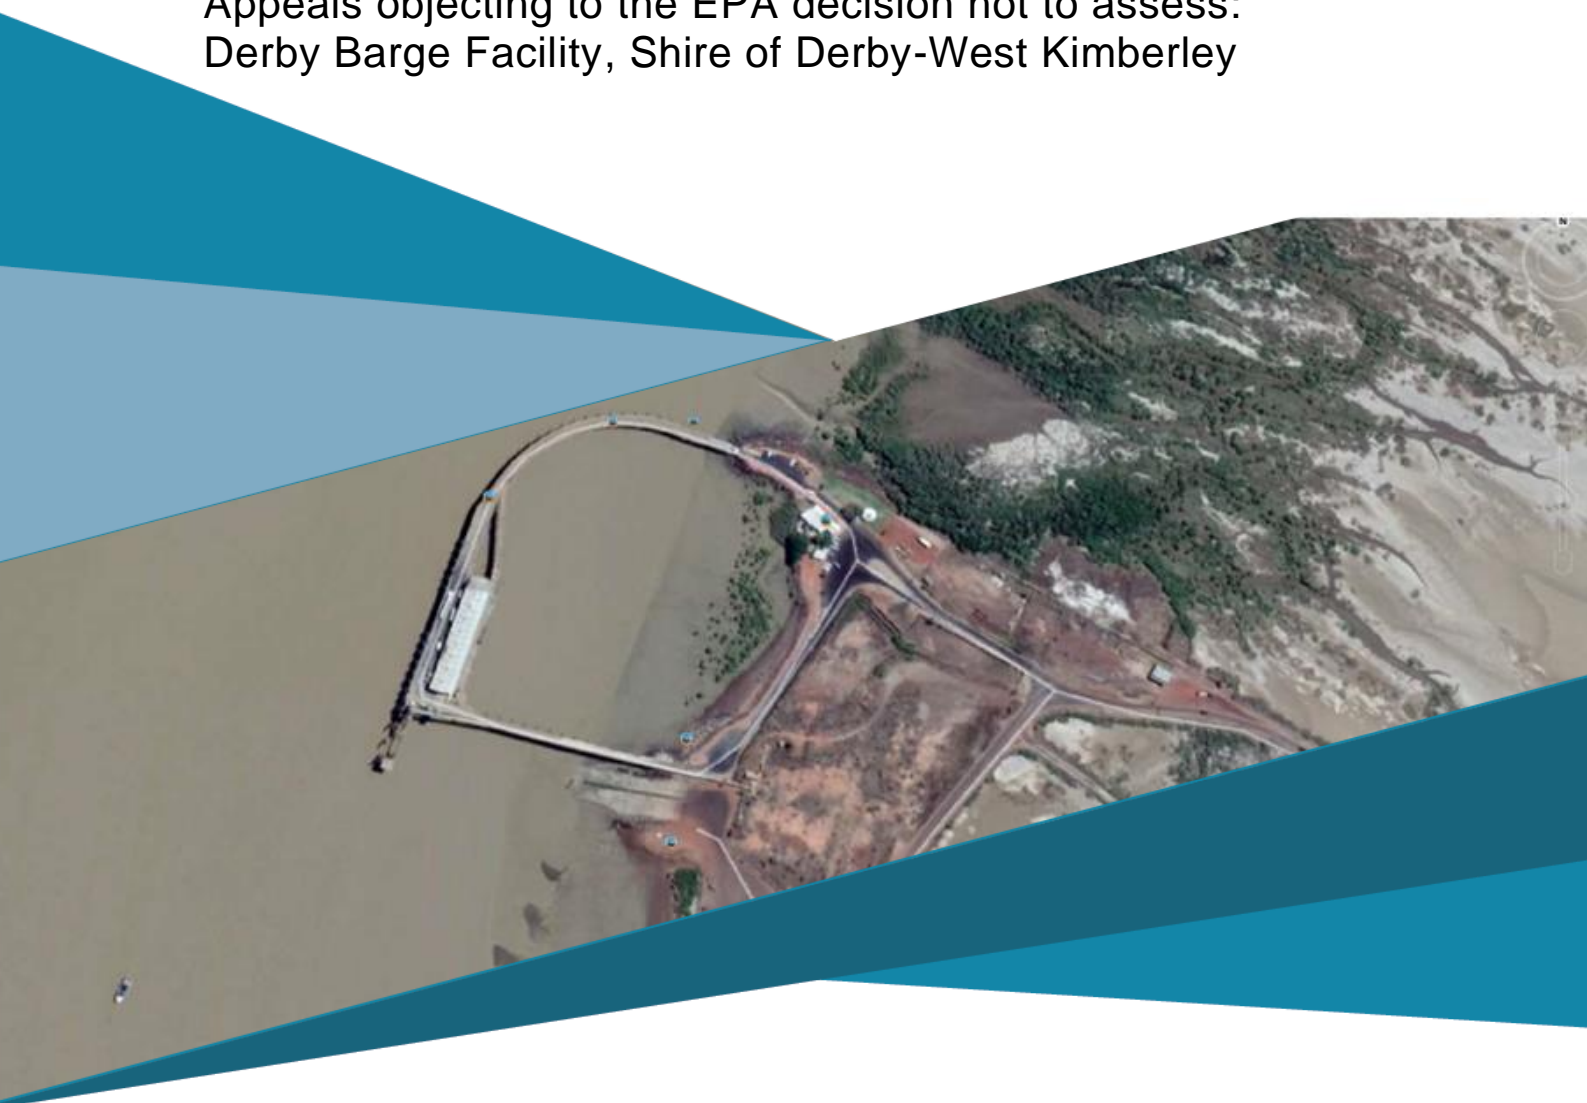 Appeals objecting to the EPA decision not to assess:
Derby Barge Facility, Shire of Derby-West Kimberley
N